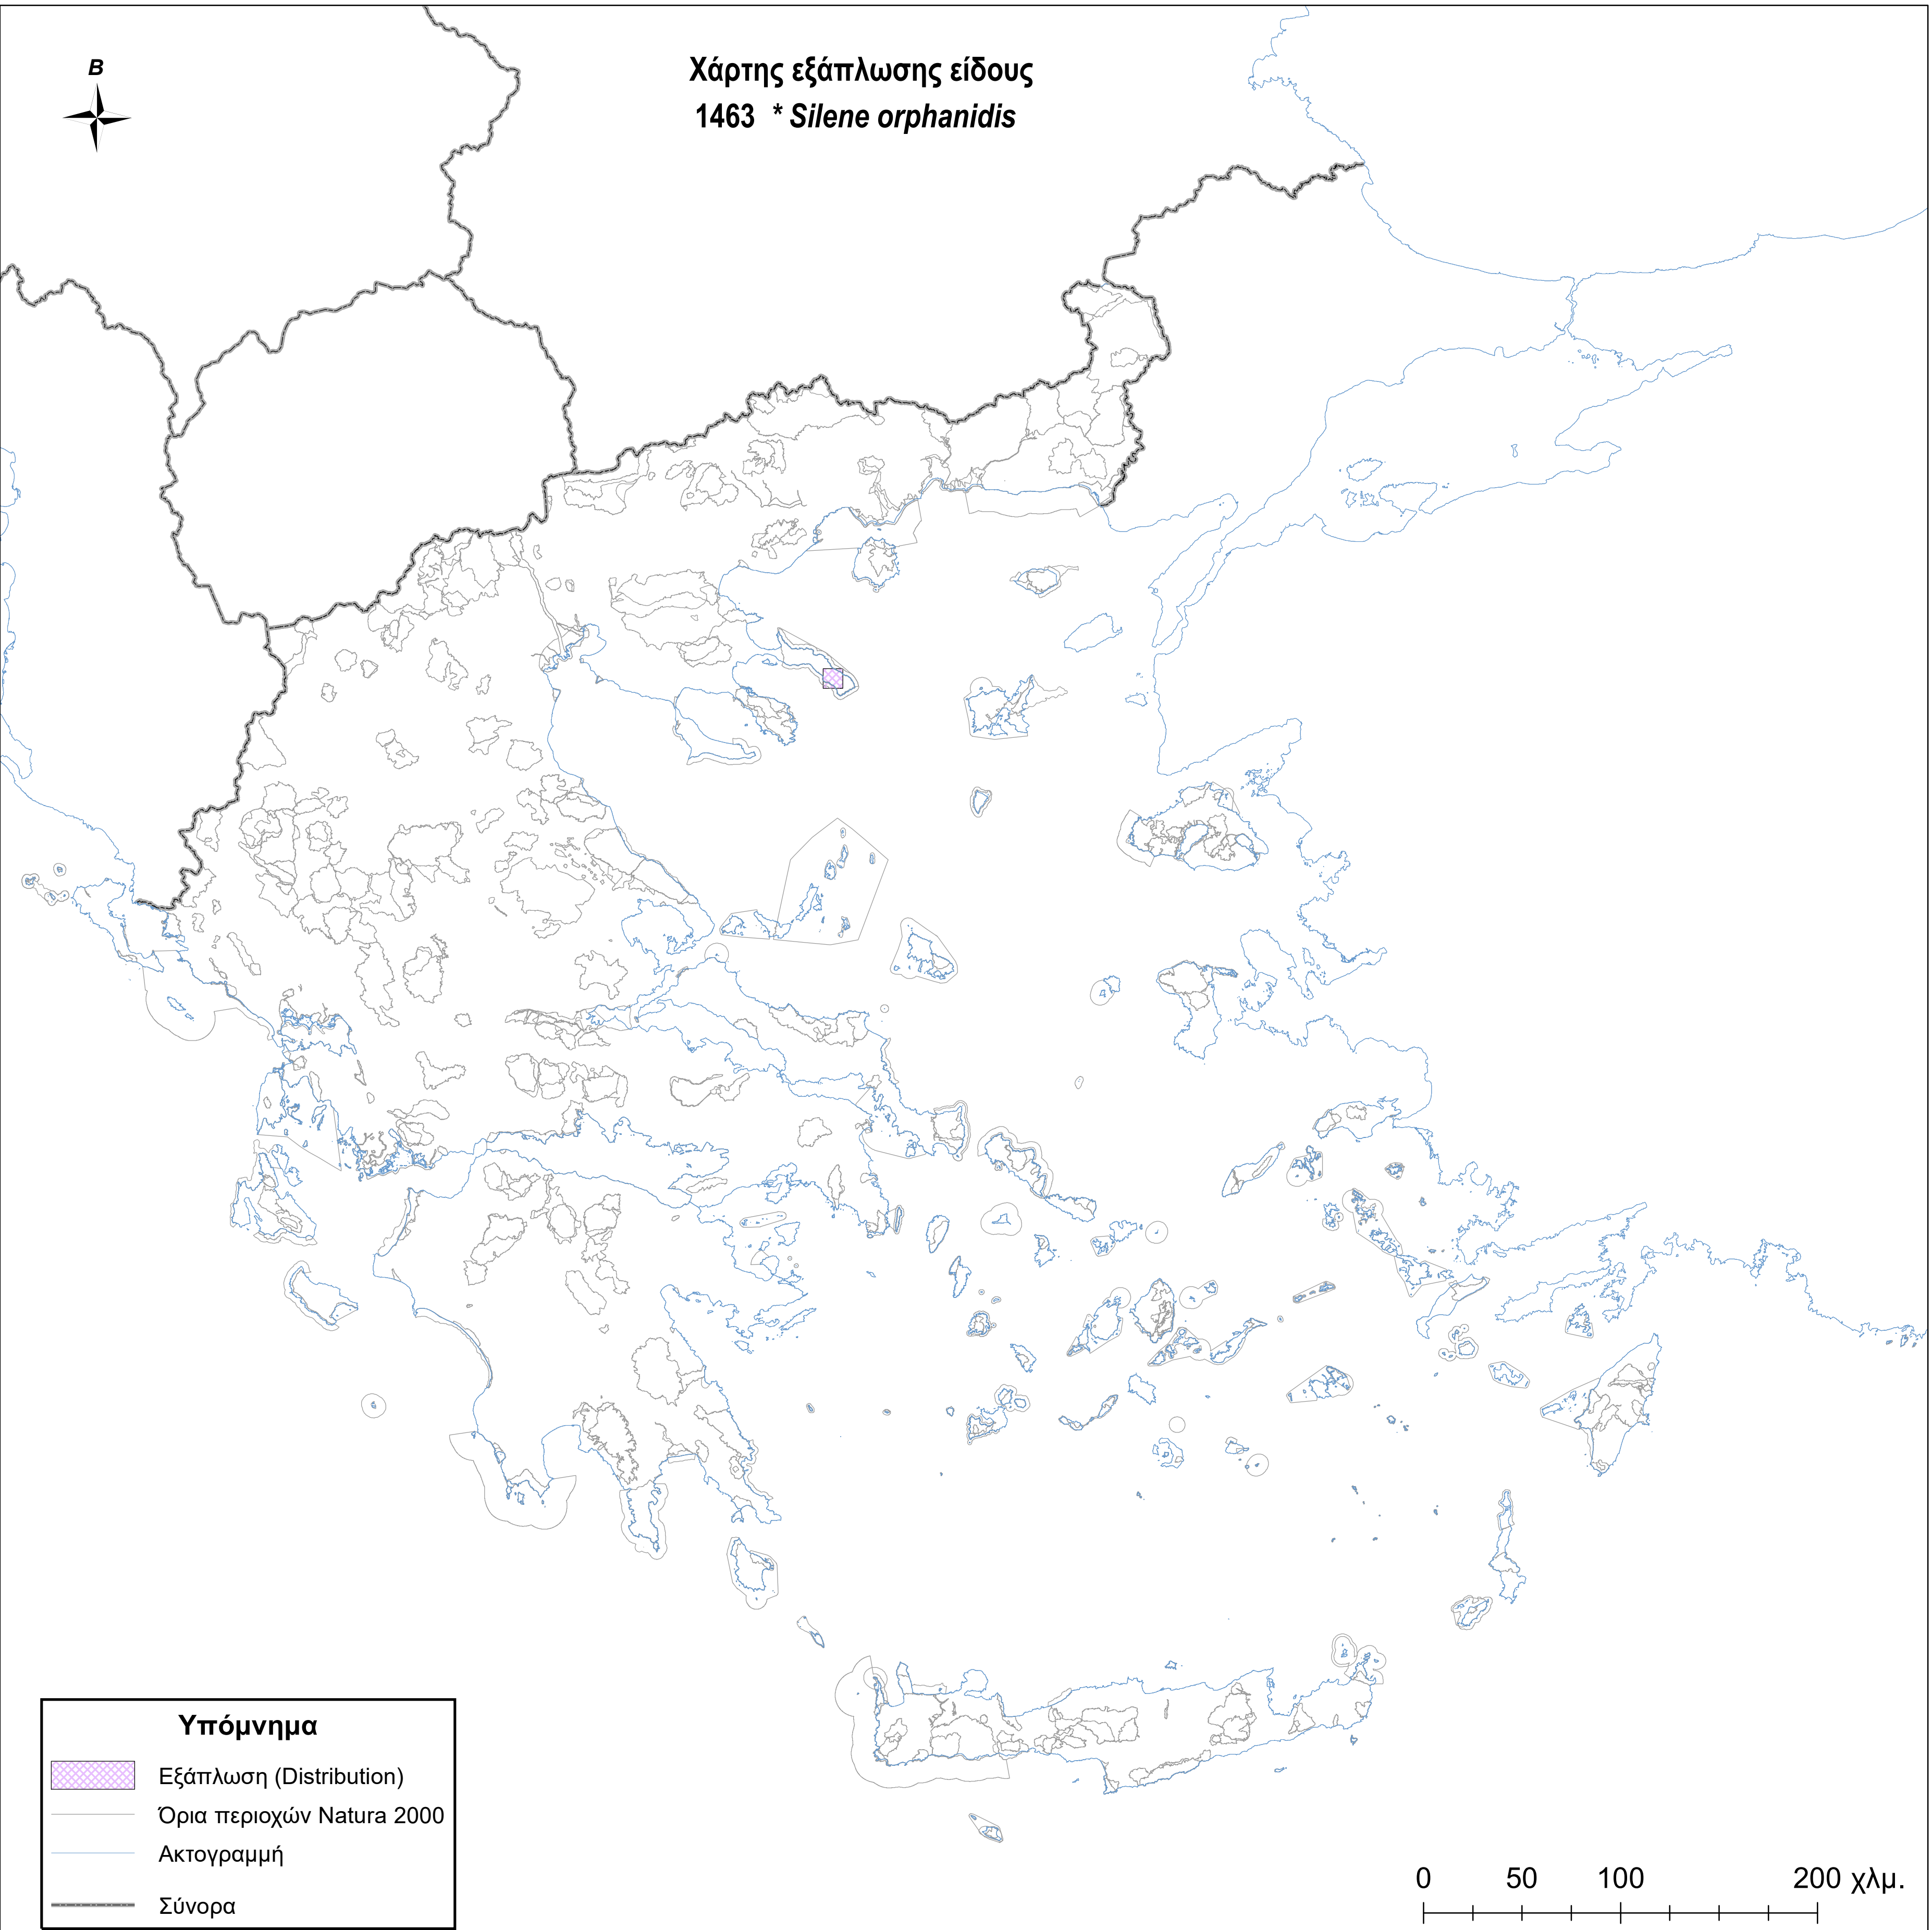 Χάρτης εξάπλωσης είδους
1463 * Silene orphanidis
Β
Υπόμνημα
Εξάπλωση (Distribution)
Όρια περιοχών Natura 2000
Ακτογραμμή
Σύνορα
0 50 100 200 χλμ.